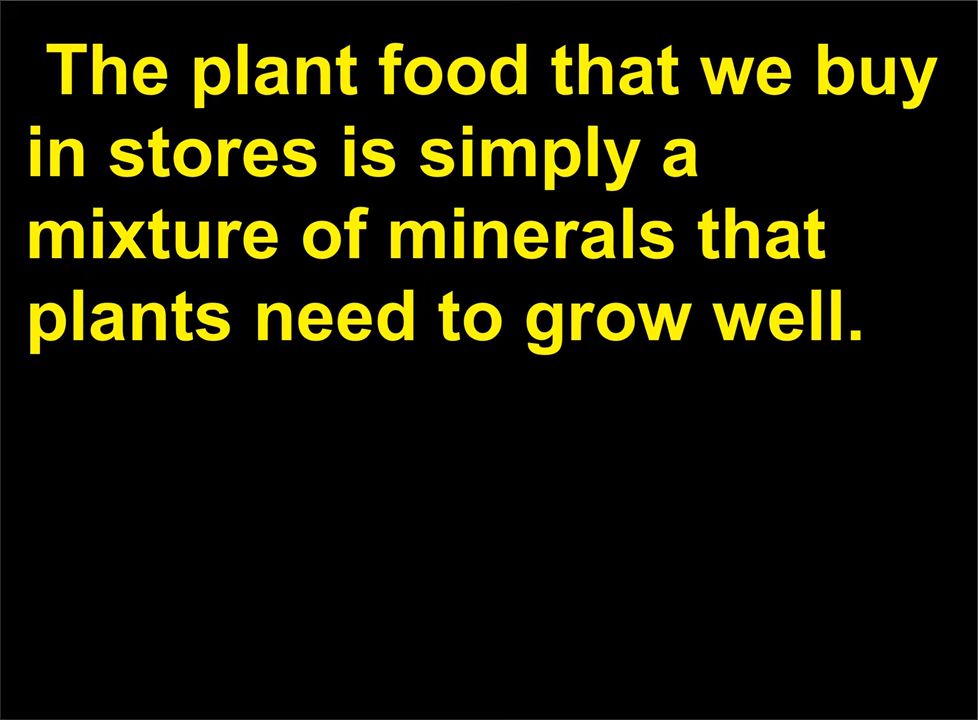 The plant food that we buy
in stores is simply a
mixture of minerals that
plants need to grow well.